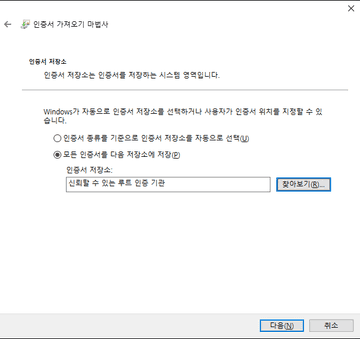 인증서 가져오기 마법사
인증서 저장소
인증서 저장소는 인증서를 저장하는 시스템 영역입니다.
Windows가 자동으로 인증서 저장소를 선택하거나 사용자가 인증서 위치를 지정할 수 있
습니다.
인증서 종류를 기준으로 인증서 저장소를 자동으로 선택(U)
모든 인증서를 다음 저장소에 저장(P)
인증서 저장소:
신뢰할 수 있는 루트 인증 기관
찾아보기(R)...
다음(N)
취소